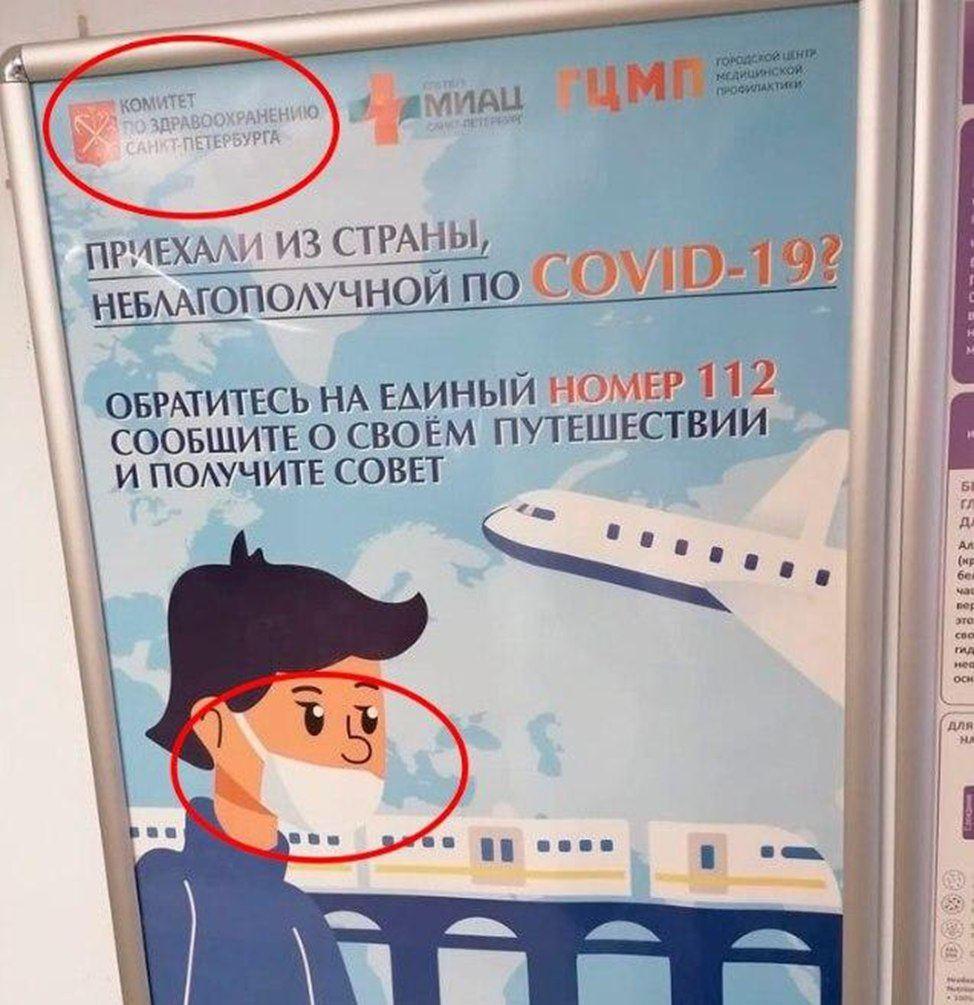 КОМИТЕТ
ПО ЗДРАВООХРАНЕНИЮ
САНКТ-ПЕТЕРБУРГА
МИАЦ
САНКТ-ПЕТЕРБУРГ
ГЦМП
ГОРОДСКОЙ ЦЕНТР
МЕДИЦИНСКОЙ
ПРОФИЛАКТИКИ
ПРИЕХАЛИ ИЗ СТРАНЫ,
НЕБЛАГОПОЛУЧНОЙ ПО COVID-19?
ОБРАТИТЕСЬ НА ЕДИНЫЙ НОМЕР 112
СООБЩИТЕ О СВОЁМ ПУТЕШЕСТВИИ
И ПОЛУЧИТЕ СОВЕТ
ДЛЯ